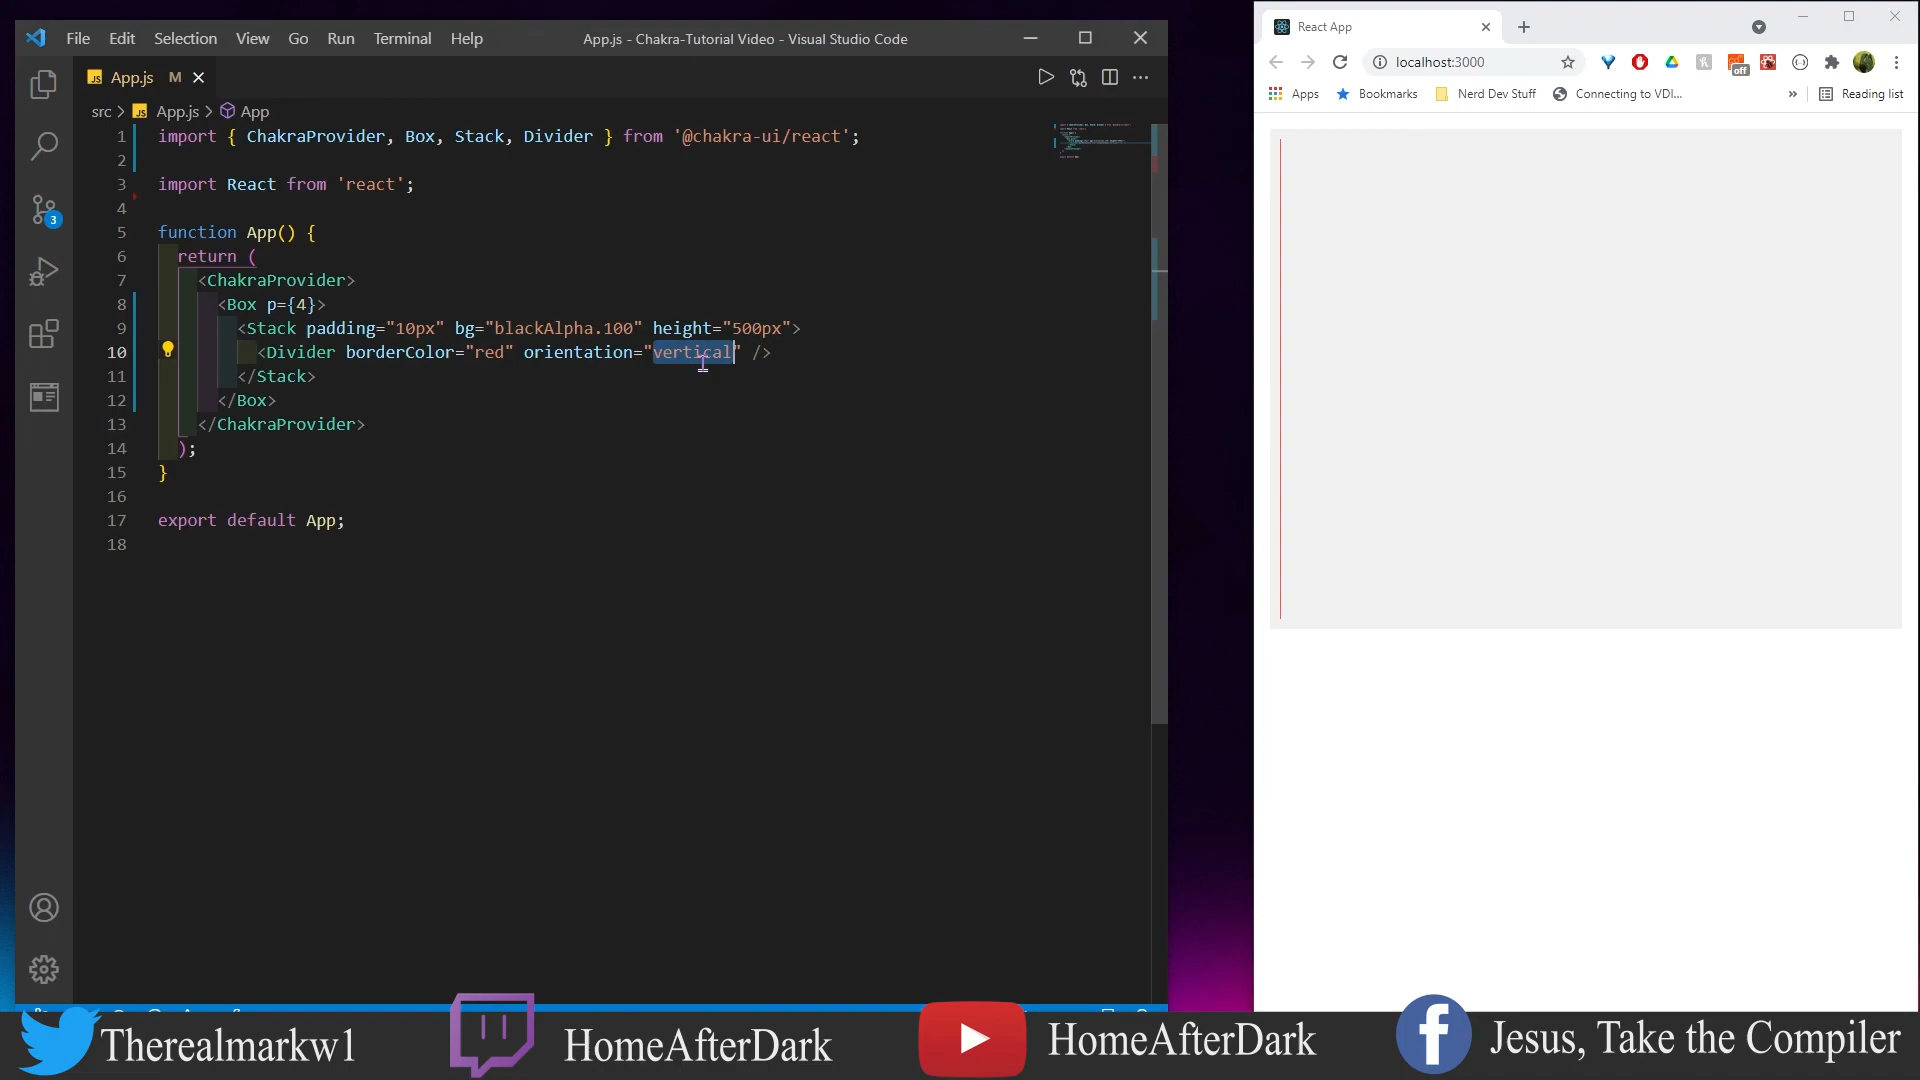 File Edit Selection View Go Run Terminal Help
App.js - Chakra-Tutorial Video - Visual Studio Code
JS App.js M
src > JS App.js > App
1 import { ChakraProvider, Box, Stack, Divider } from '@chakra-ui/react';
2
3 import React from 'react';
4
5 function App() {
6 return (
7 <ChakraProvider>
8 <Box p={4}>
9 <Stack padding="10px" bg="blackAlpha.100" height="500px">
10 <Divider borderColor="red" orientation="vertical" />
11 </Stack>
12 </Box>
13 </ChakraProvider>
14 );
15 }
16
17 export default App;
18
3
React App
localhost:3000
off
Apps Bookmarks Nerd Dev Stuff Connecting to VDI... » Reading list
Therealmarkw1
HomeAfterDark
HomeAfterDark
Jesus, Take the Compiler